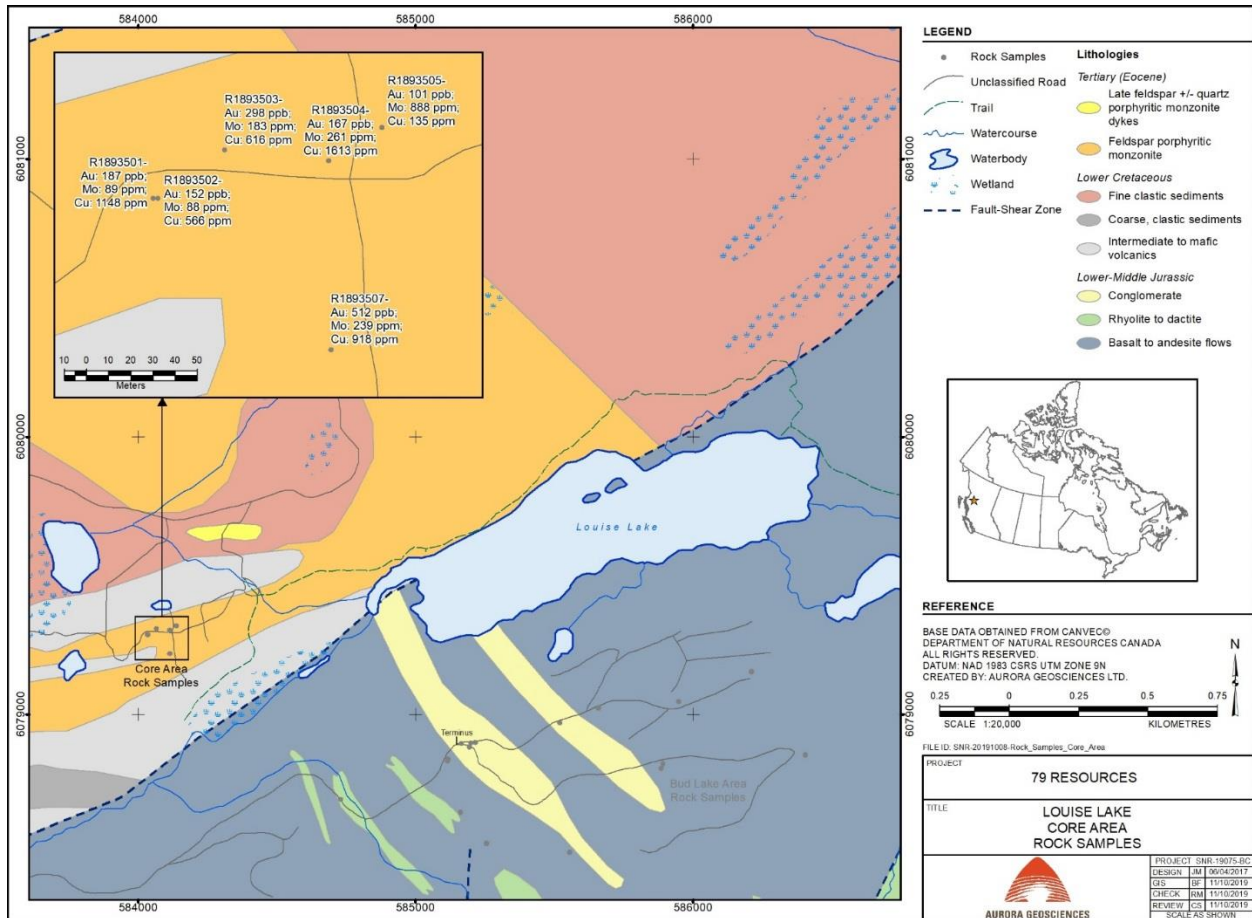 584000
585000
586000
6081000
6080000
6079000
6081000
6080000
6079000
584000
585000
586000
R1893501-
Au: 187 ppb;
Mo: 89 ppm;
Cu: 1148 ppm
R1893502-
Au: 152 ppb;
Mo: 88 ppm;
Cu: 566 ppm
R1893503-
Au: 298 ppb;
Mo: 183 ppm;
Cu: 616 ppm
R1893504-
Au: 167 ppb;
Mo: 261 ppm;
Cu: 1613 ppm
R1893505-
Au: 101 ppb;
Mo: 888 ppm;
Cu: 135 ppm
R1893507-
Au: 512 ppb;
Mo: 239 ppm;
Cu: 918 ppm
10 0 10 20 30 40 50
Meters
Louise Lake
Core Area
Rock Samples
Terminus
Bud Lake Area
Rock Samples
LEGEND
Rock Samples
Unclassified Road
Trail
Watercourse
Waterbody
Wetland
Fault-Shear Zone
Lithologies
Tertiary (Eocene)
Late feldspar +/- quartz
porphyritic monzonite
dykes
Feldspar porphyritic
monzonite
Lower Cretaceous
Fine clastic sediments
Coarse, clastic sediments
Intermediate to mafic
volcanics
Lower-Middle Jurassic
Conglomerate
Rhyolite to dactite
Basalt to andesite flows
REFERENCE
BASE DATA OBTAINED FROM CANVEC©
DEPARTMENT OF NATURAL RESOURCES CANADA
ALL RIGHTS RESERVED.
DATUM: NAD 1983 CSRS UTM ZONE 9N
CREATED BY: AURORA GEOSCIENCES LTD.
N
0.25 0 0.25 0.5 0.75
SCALE 1:20,000 KILOMETRES
FILE ID: SNR-20191008-Rock_Samples_Core_Area
PROJECT
79 RESOURCES
TITLE
LOUISE LAKE
CORE AREA
ROCK SAMPLES
AURORA GEOSCIENCES
PROJECT SNR-19075-BC
DESIGN JM 06/04/2017
GIS BF 11/10/2019
CHECK RM 11/10/2019
REVIEW CS 11/10/2019
SCALE AS SHOWN